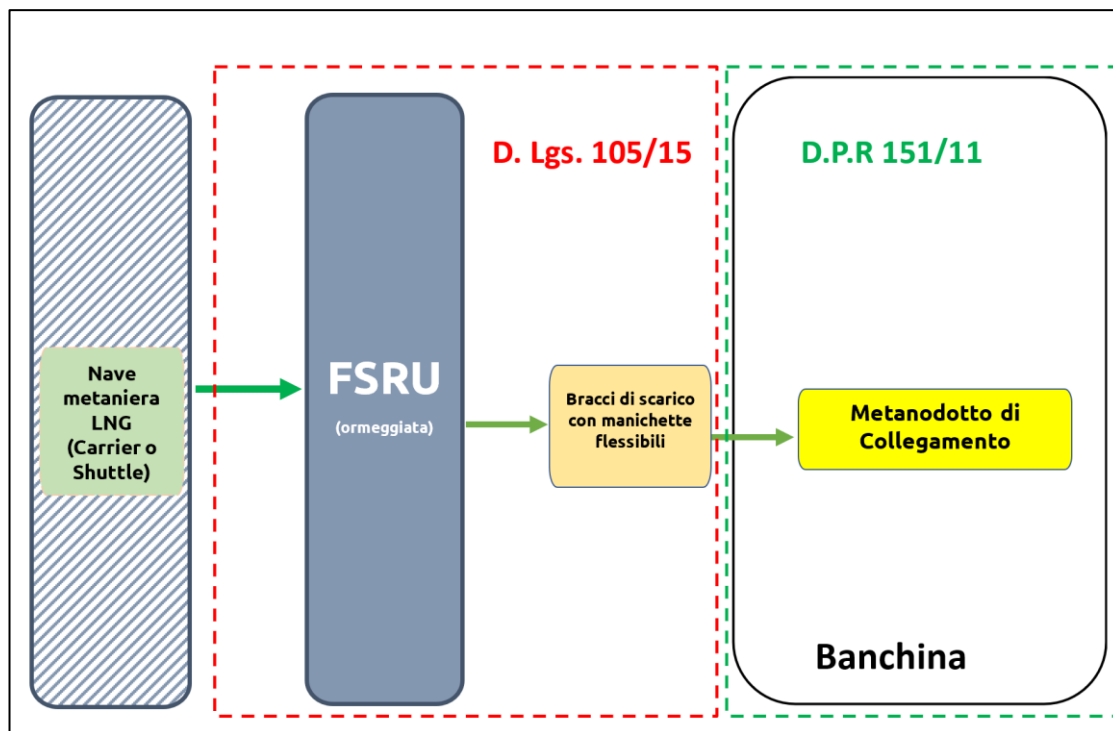 Nave
metaniera
LNG
(Carrier o
Shuttle)
D. Lgs. 105/15
FSRU
(ormeggiata)
Bracci di scarico
con manichette
flessibili
D.P.R 151/11
Metanodotto di
Collegamento
Banchina